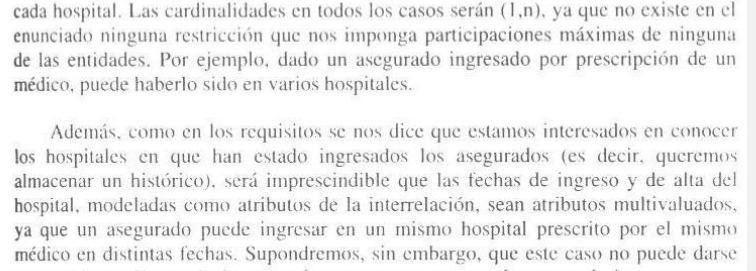 cada hospital. Las cardinalidades en todos los casos serán (1,n), ya que no existe en el
enunciado ninguna restricción que nos imponga participaciones máximas de ninguna
de las entidades. Por ejemplo, dado un asegurado ingresado por prescripción de un
médico, puede haberlo sido en varios hospitales.
Además, como en los requisitos se nos dice que estamos interesados en conocer
los hospitales en que han estado ingresados los asegurados (es decir, queremos
almacenar un histórico), será imprescindible que las fechas de ingreso y de alta del
hospital, modeladas como atributos de la interrelación, sean atributos multivaluados,
ya que un asegurado puede ingresar en un mismo hospital prescrito por el mismo
médico en distintas fechas. Supondremos, sin embargo, que este caso no puede darse